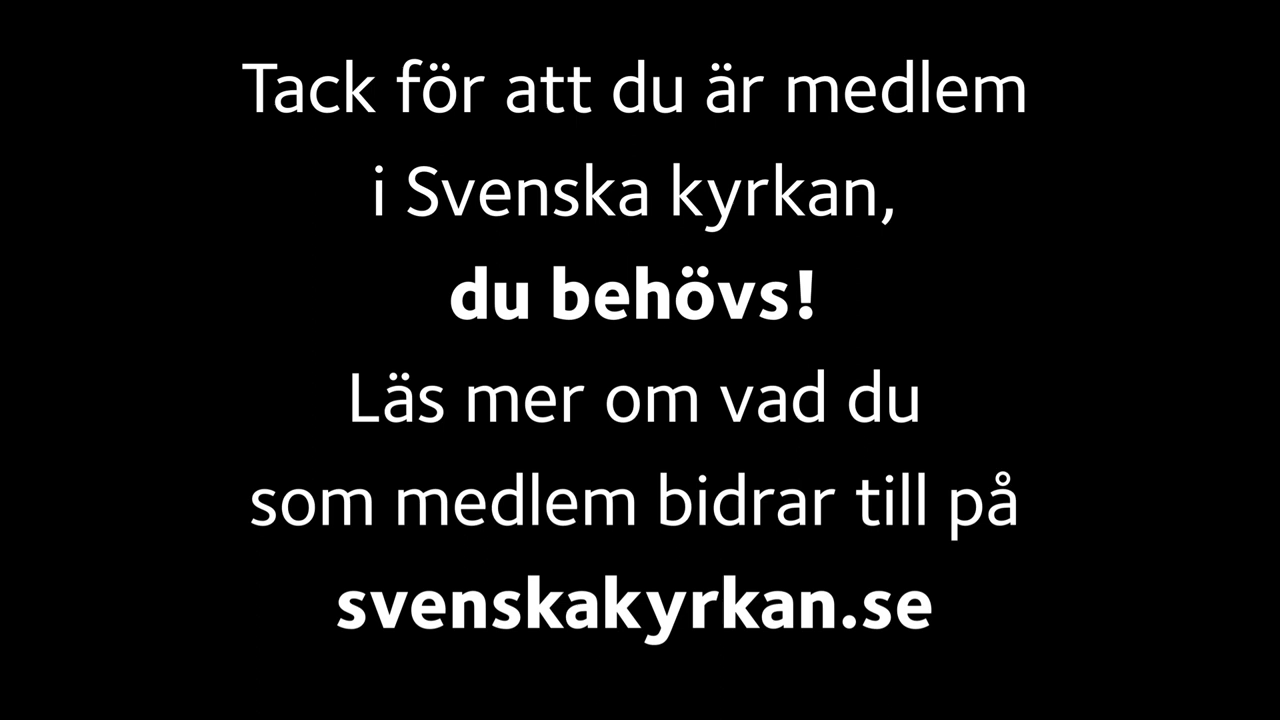 Tack för att du är medlem
i Svenska kyrkan,
du behövs!
Läs mer om vad du
som medlem bidrar till på
svenskakyrkan.se